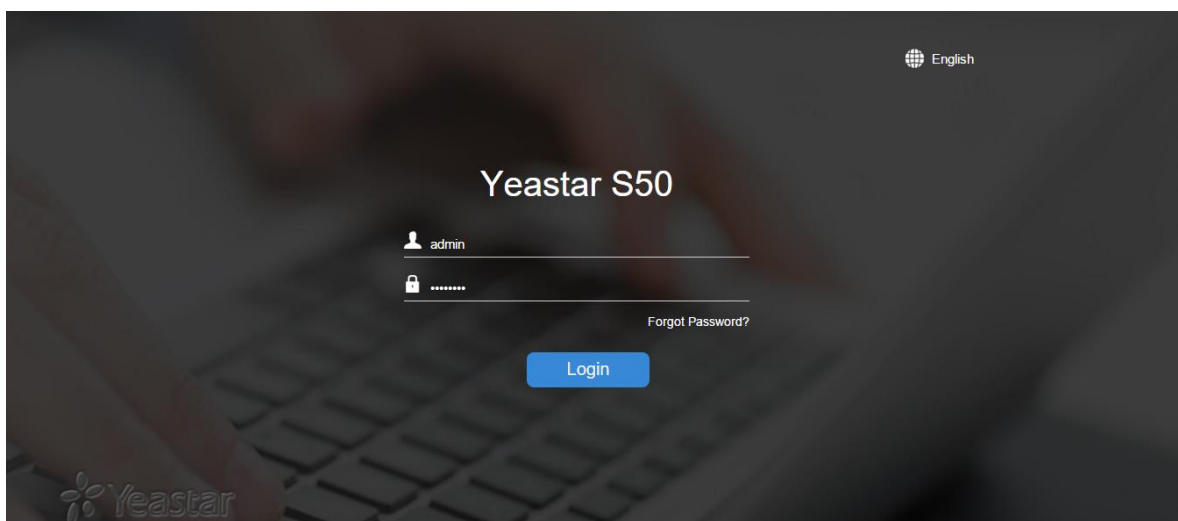 English
Yeastar S50
admin
••••••••
Forgot Password?
Login
Yeastar